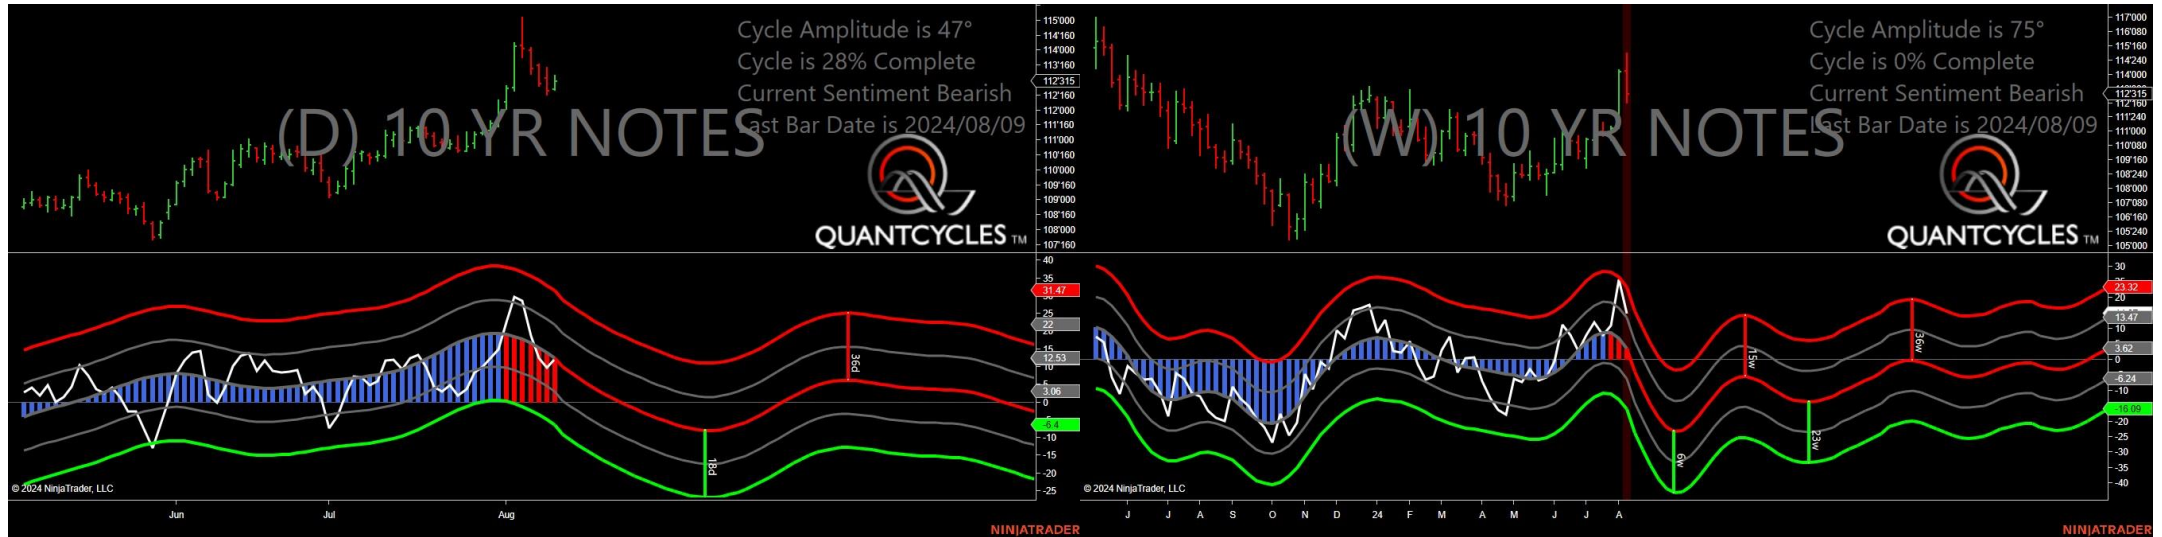 Cycle Amplitude is 47°
Cycle is 28% Complete
Current Sentiment Bearish
Last Bar Date is 2024/08/09
(D) 10 YR NOTES
QUANTCYCLES TM
115'000
114'160
114'000
113'160
112'315
112'160
112'000
111'160
111'000
110'160
110'000
109'160
109'000
108'160
108'000
107'160
40
35
31.47
25
22
15
12.53
10
5
3.06
0
-6.4
-10
-15
-20
-25
36d
18d
© 2024 NinjaTrader, LLC
Jun
Jul
Aug
NINJATRADER
Cycle Amplitude is 75°
Cycle is 0% Complete
Current Sentiment Bearish
Last Bar Date is 2024/08/09
(W) 10 YR NOTES
QUANTCYCLES TM
117'000
116'080
115'160
114'240
114'000
112'315
112'160
111'240
111'000
110'080
109'160
108'240
108'000
107'080
106'160
105'240
105'000
30
23.32
20
13.47
10
3.62
0
-6.24
-10
-16.09
-20
-25
-30
-35
-40
15w
36w
6w
23w
© 2024 NinjaTrader, LLC
J
J
A
S
O
N
D
24
F
M
A
M
J
J
A
NINJATRADER